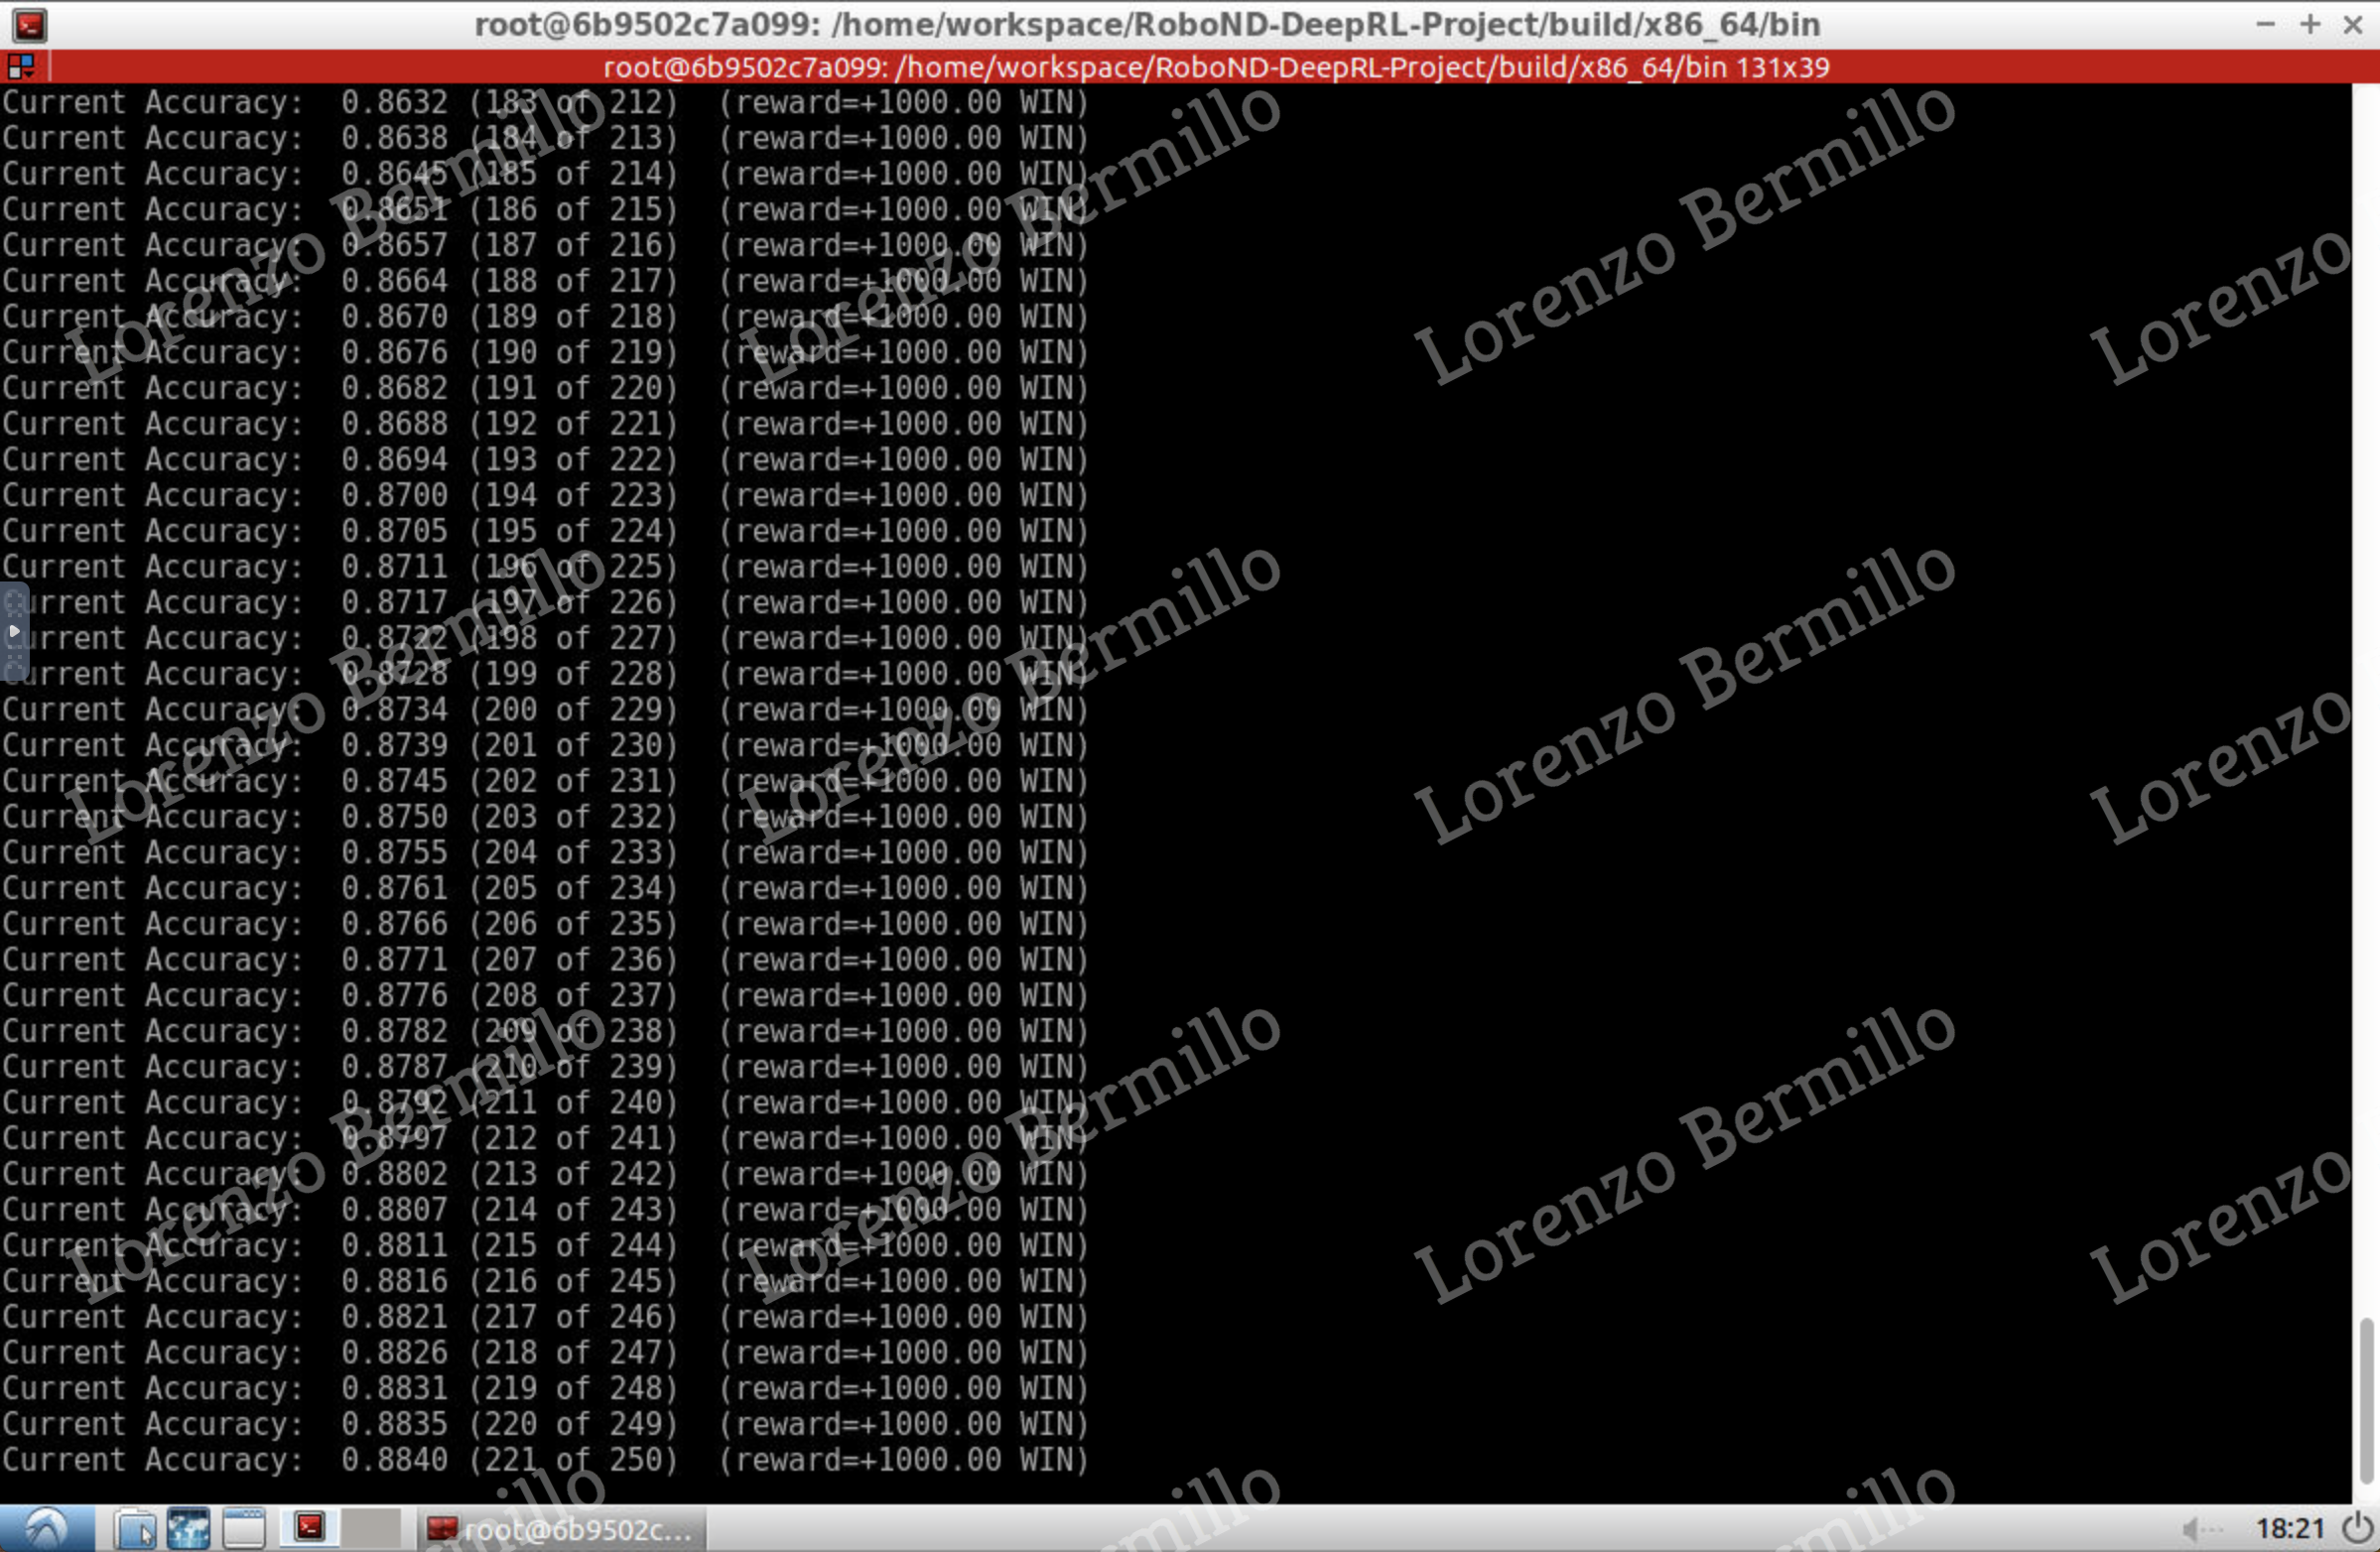 root@6b9502c7a099: /home/workspace/RoboND-DeepRL-Project/build/x86_64/bin
root@6b9502c7a099: /home/workspace/RoboND-DeepRL-Project/build/x86_64/bin 131x39
Current Accuracy:  0.8632 (183 of 212)  (reward=+1000.00 WIN)
Current Accuracy:  0.8638 (184 of 213)  (reward=+1000.00 WIN)
Current Accuracy:  0.8645 (185 of 214)  (reward=+1000.00 WIN)
Current Accuracy:  0.8651 (186 of 215)  (reward=+1000.00 WIN)
Current Accuracy:  0.8657 (187 of 216)  (reward=+1000.00 WIN)
Current Accuracy:  0.8664 (188 of 217)  (reward=+1000.00 WIN)
Current Accuracy:  0.8670 (189 of 218)  (reward=+1000.00 WIN)
Current Accuracy:  0.8676 (190 of 219)  (reward=+1000.00 WIN)
Current Accuracy:  0.8682 (191 of 220)  (reward=+1000.00 WIN)
Current Accuracy:  0.8688 (192 of 221)  (reward=+1000.00 WIN)
Current Accuracy:  0.8694 (193 of 222)  (reward=+1000.00 WIN)
Current Accuracy:  0.8700 (194 of 223)  (reward=+1000.00 WIN)
Current Accuracy:  0.8705 (195 of 224)  (reward=+1000.00 WIN)
Current Accuracy:  0.8711 (196 of 225)  (reward=+1000.00 WIN)
Current Accuracy:  0.8717 (197 of 226)  (reward=+1000.00 WIN)
Current Accuracy:  0.8722 (198 of 227)  (reward=+1000.00 WIN)
Current Accuracy:  0.8728 (199 of 228)  (reward=+1000.00 WIN)
Current Accuracy:  0.8734 (200 of 229)  (reward=+1000.00 WIN)
Current Accuracy:  0.8739 (201 of 230)  (reward=+1000.00 WIN)
Current Accuracy:  0.8745 (202 of 231)  (reward=+1000.00 WIN)
Current Accuracy:  0.8750 (203 of 232)  (reward=+1000.00 WIN)
Current Accuracy:  0.8755 (204 of 233)  (reward=+1000.00 WIN)
Current Accuracy:  0.8761 (205 of 234)  (reward=+1000.00 WIN)
Current Accuracy:  0.8766 (206 of 235)  (reward=+1000.00 WIN)
Current Accuracy:  0.8771 (207 of 236)  (reward=+1000.00 WIN)
Current Accuracy:  0.8776 (208 of 237)  (reward=+1000.00 WIN)
Current Accuracy:  0.8782 (209 of 238)  (reward=+1000.00 WIN)
Current Accuracy:  0.8787 (210 of 239)  (reward=+1000.00 WIN)
Current Accuracy:  0.8792 (211 of 240)  (reward=+1000.00 WIN)
Current Accuracy:  0.8797 (212 of 241)  (reward=+1000.00 WIN)
Current Accuracy:  0.8802 (213 of 242)  (reward=+1000.00 WIN)
Current Accuracy:  0.8807 (214 of 243)  (reward=+1000.00 WIN)
Current Accuracy:  0.8811 (215 of 244)  (reward=+1000.00 WIN)
Current Accuracy:  0.8816 (216 of 245)  (reward=+1000.00 WIN)
Current Accuracy:  0.8821 (217 of 246)  (reward=+1000.00 WIN)
Current Accuracy:  0.8826 (218 of 247)  (reward=+1000.00 WIN)
Current Accuracy:  0.8831 (219 of 248)  (reward=+1000.00 WIN)
Current Accuracy:  0.8835 (220 of 249)  (reward=+1000.00 WIN)
Current Accuracy:  0.8840 (221 of 250)  (reward=+1000.00 WIN)
Lorenzo Bermillo
Lorenzo Bermillo
Lorenzo Bermillo
Lorenzo
Lorenzo Bermillo
Lorenzo Bermillo
Lorenzo Bermillo
Lorenzo
Lorenzo Bermillo
Lorenzo Bermillo
Lorenzo Bermillo
Lorenzo
root@6b9502c...
18:21